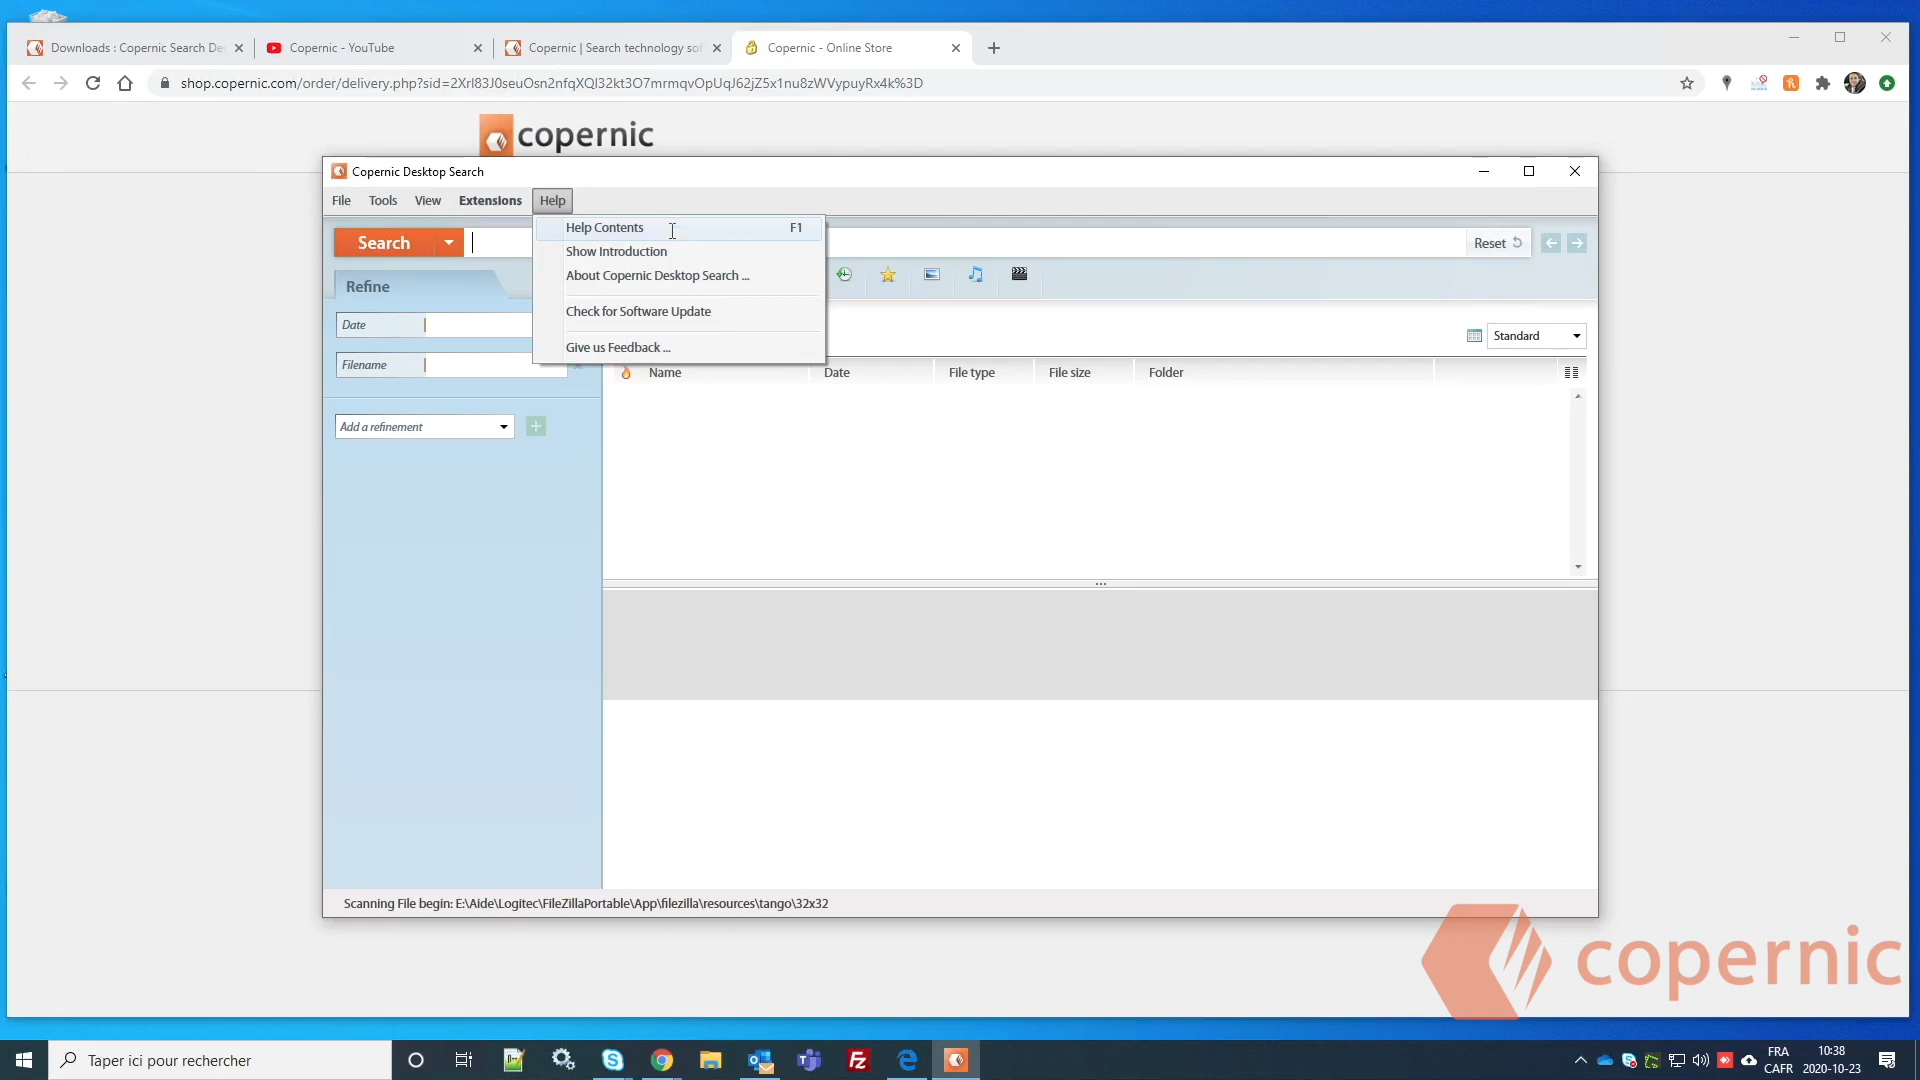 Downloads : Copernic Search De
Copernic - YouTube
Copernic | Search technology sof
Copernic - Online Store
shop.copernic.com/order/delivery.php?sid=2Xrl83J0seuOsn2nfqXQl32kt3O7mrmqvOpUqJ62jZ5x1nu8zWVypuyRx4k%3D
copernic
Copernic Desktop Search
File Tools View Extensions Help
Help Contents F1
Show Introduction
About Copernic Desktop Search ...
Check for Software Update
Give us Feedback ...
Search
Reset
Refine
Date
Filename
Add a refinement
Standard
Name Date File type File size Folder
Scanning File begin: E:\Aide\Logitec\FileZillaPortable\App\filezilla\resources\tango\32x32
copernic
Taper ici pour rechercher
FRA
CAFR
10:38
2020-10-23